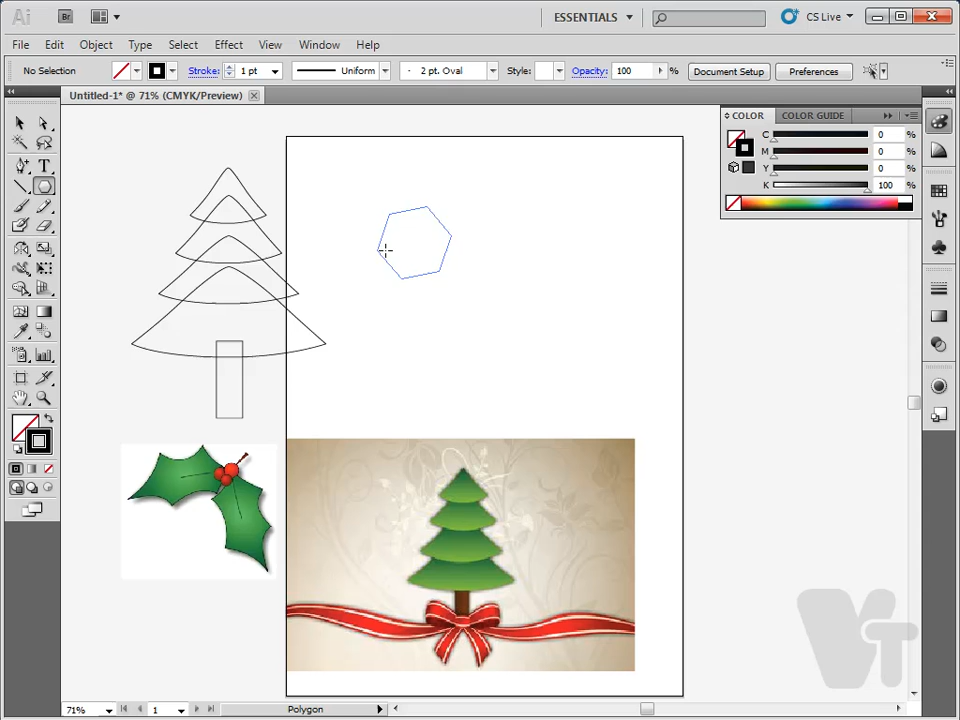 Ai Br ESSENTIALS CS Live
File Edit Object Type Select Effect View Window Help
No Selection Stroke: 1 pt Uniform 2 pt. Oval Style: Opacity: 100 % Document Setup Preferences
Untitled-1* @ 71% (CMYK/Preview)
COLOR COLOR GUIDE
C 0 %
M 0 %
Y 0 %
K 100 %
T
VT
71% 1 Polygon